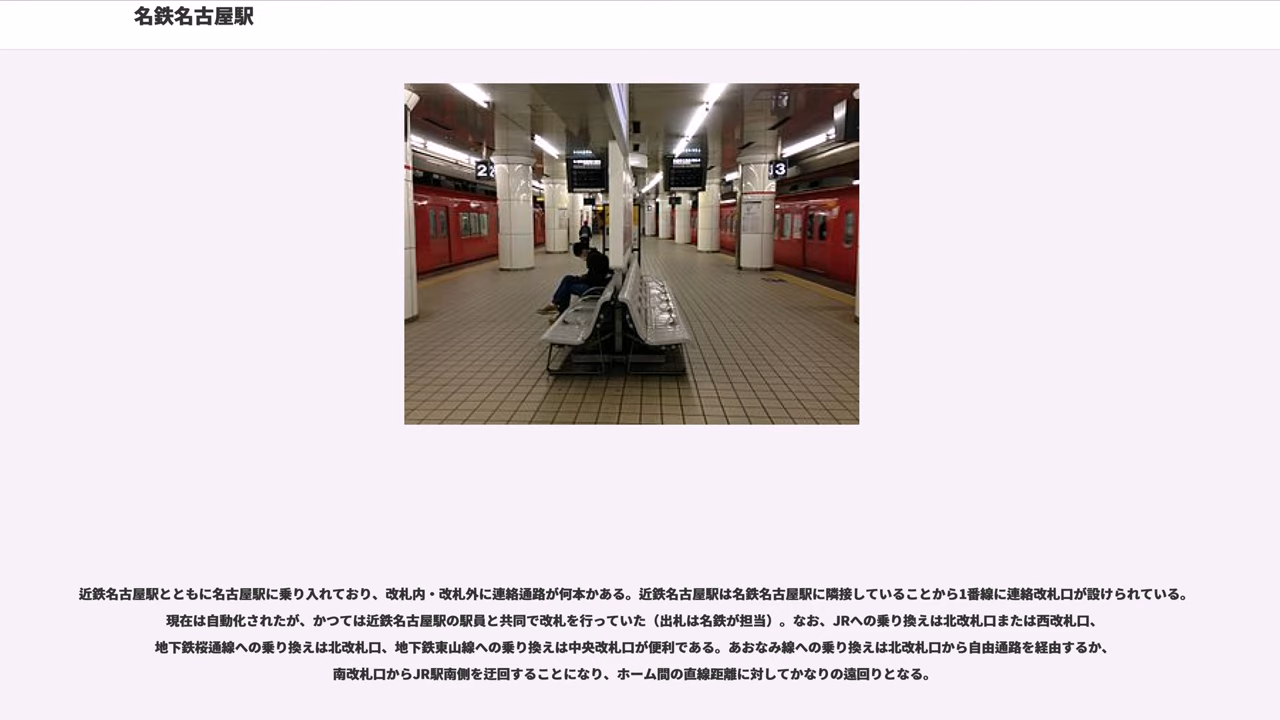 名鉄名古屋駅
2
3
近鉄名古屋駅とともに名古屋駅に乗り入れており、改札内・改札外に連絡通路が何本かある。近鉄名古屋駅は名鉄名古屋駅に隣接していることから1番線に連絡改札口が設けられている。
現在は自動化されたが、かつては近鉄名古屋駅の駅員と共同で改札を行っていた（出札は名鉄が担当）。なお、JRへの乗り換えは北改札口または西改札口、
地下鉄桜通線への乗り換えは北改札口、地下鉄東山線への乗り換えは中央改札口が便利である。あおなみ線への乗り換えは北改札口から自由通路を経由するか、
南改札口からJR駅南側を迂回することになり、ホーム間の直線距離に対してかなりの遠回りとなる。